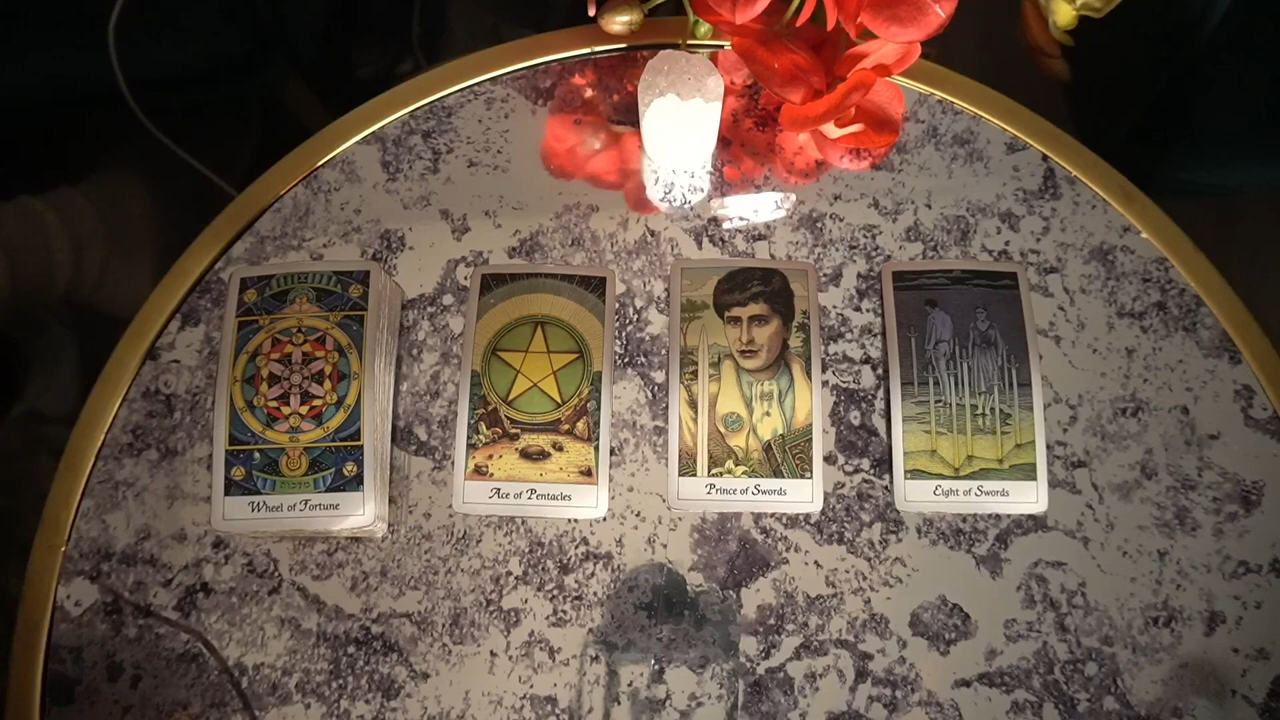 Wheel of Fortune
Ace of Pentacles
Prince of Swords
Eight of Swords